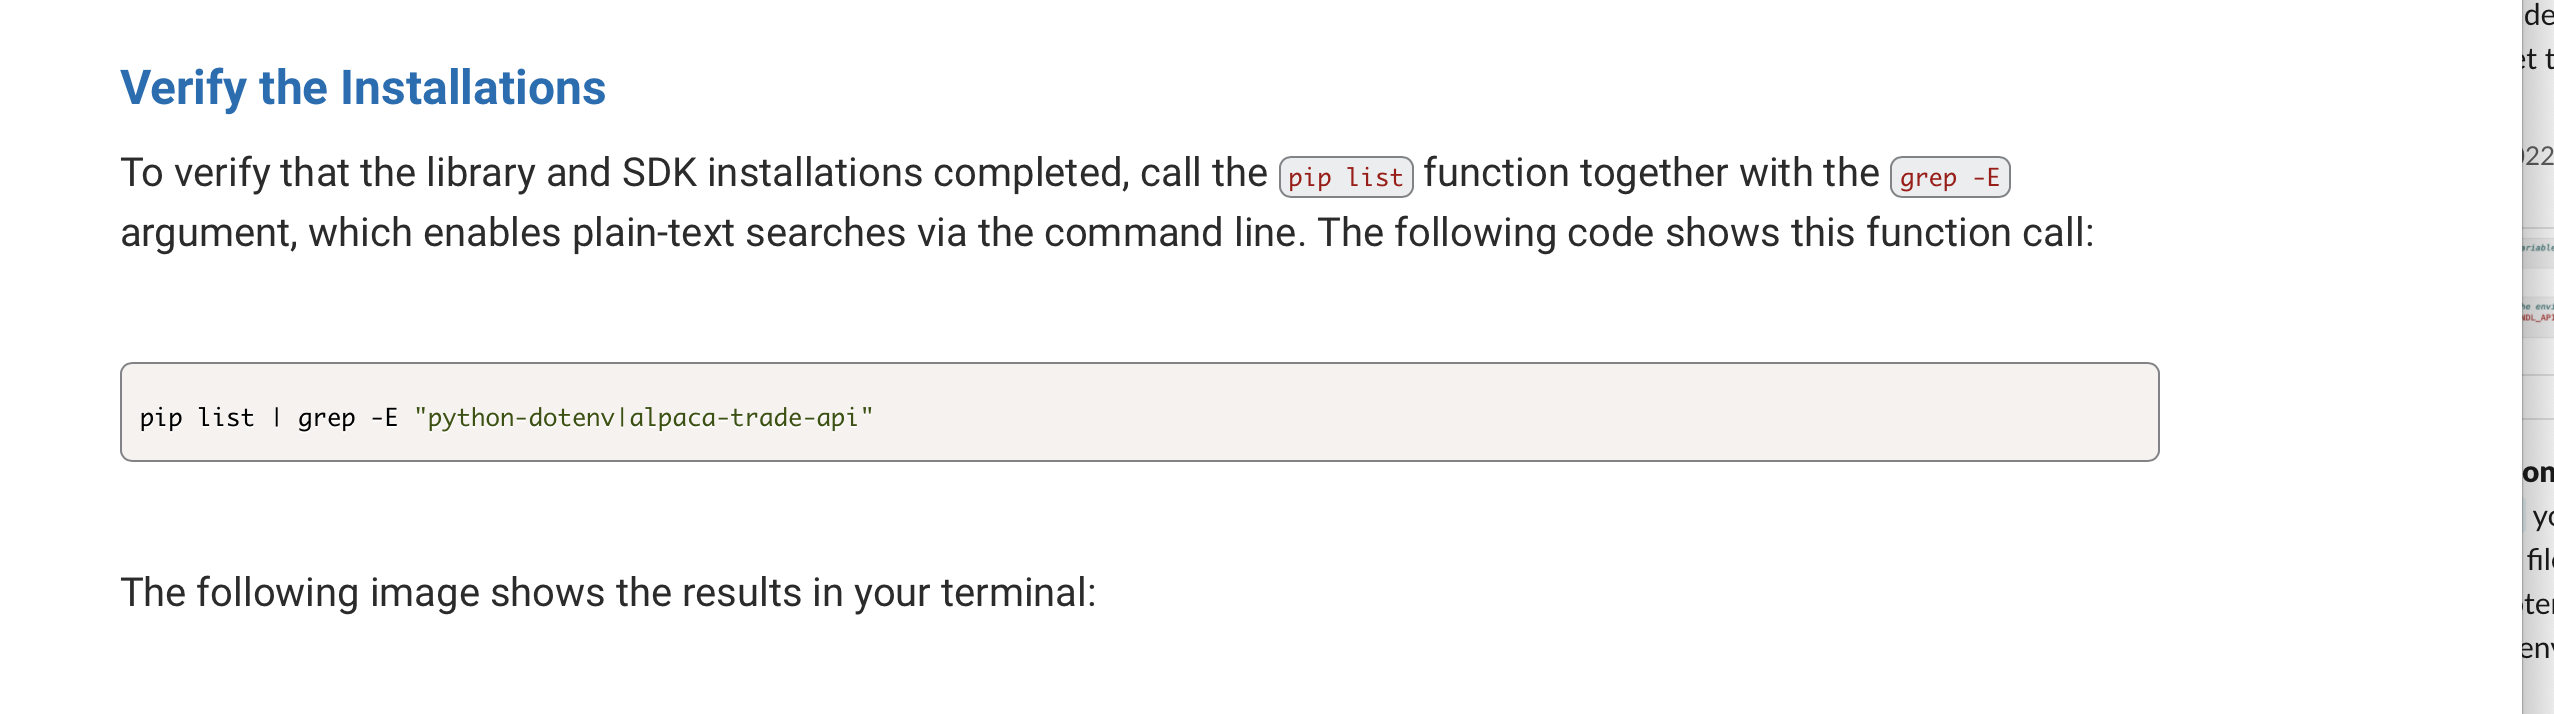 Verify the Installations
To verify that the library and SDK installations completed, call the pip list function together with the grep -E
argument, which enables plain-text searches via the command line. The following code shows this function call:
pip list | grep -E "python-dotenv|alpaca-trade-api"
The following image shows the results in your terminal: